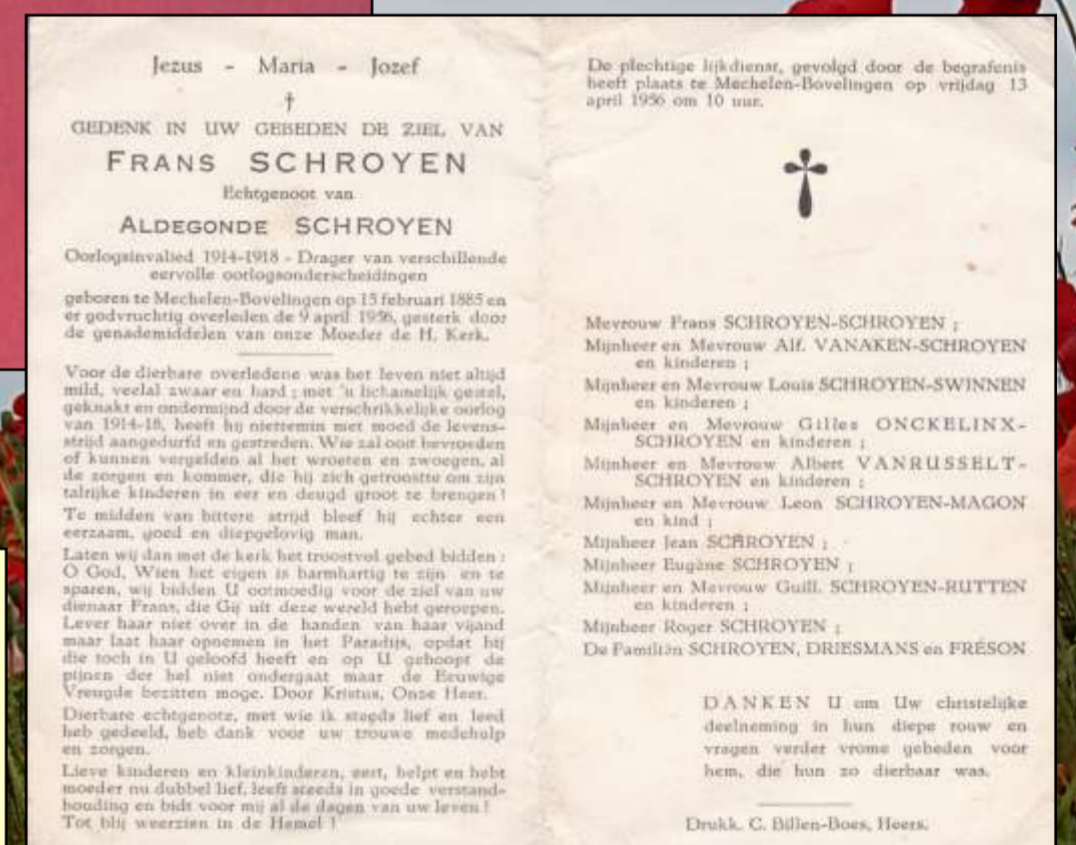 Jezus - Maria - Jozef
†
GEDENK IN UW GEBEDEN DE ZIEL VAN
FRANS SCHROYEN
Echtgenoot van
ALDEGONDE SCHROYEN
Oorlogsinvalied 1914-1918 - Drager van verschillende
eervolle oorlogsonderscheidingen
geboren te Mechelen-Bovelingen op 15 februari 1885 en
er godvruchtig overleden de 9 april 1956, gesterk door
de genademiddelen van onze Moeder de H. Kerk.
Voor de dierbare overledene was het leven niet altijd
mild, veelal zwaar en hard ; met 'n lichamelijk gestel,
geknakt en ondermijnd door de verschrikkelijke oorlog
van 1914-18, heeft hij niettemin met moed de levens-
strijd aangedurfd en gestreden. Wie zal ooit bevroeden
of kunnen vergelden al het wroeten en zwoegen, al
de zorgen en kommer, die hij zich getroostte om zijn
talrijke kinderen in eer en deugd groot te brengen !
Te midden van bittere strijd bleef hij echter een
eerzaam, goed en diepgelovig man.
Laten wij dan met de kerk het troostvol gebed bidden :
O God, Wien het eigen is barmhartig te zijn en te
sparen, wij bidden U ootmoedig voor de ziel van uw
dienaar Frans, die Gij uit deze wereld hebt geroepen.
Lever haar niet over in de handen van haar vijand
maar laat haar opnemen in het Paradijs, opdat hij
die toch in U geloofd heeft en op U gehoopt de
pijnen der hel niet ondergaat maar de Eeuwige
Vreugde bezitten moge. Door Kristus, Onze Heer.
Dierbare echtgenote, met wie ik steeds lief en leed
heb gedeeld, heb dank voor uw trouwe medehulp
en zorgen.
Lieve kinderen en kleinkinderen, eert, helpt en hebt
moeder nu dubbel lief, leeft steeds in goede verstand-
houding en bidt voor mij al de dagen van uw leven !
Tot blij weerzien in de Hemel !
De plechtige lijkdienst, gevolgd door de begrafenis
heeft plaats te Mechelen-Bovelingen op vrijdag 13
april 1956 om 10 uur.
Mevrouw Frans SCHROYEN-SCHROYEN ;
Mijnheer en Mevrouw Alf. VANAKEN-SCHROYEN
en kinderen ;
Mijnheer en Mevrouw Louis SCHROYEN-SWINNEN
en kinderen ;
Mijnheer en Mevrouw Gilles ONCKELINX-
SCHROYEN en kinderen ;
Mijnheer en Mevrouw Albert VANRUSSELT-
SCHROYEN en kinderen ;
Mijnheer en Mevrouw Leon SCHROYEN-MAGON
en kind ;
Mijnheer Jean SCHROYEN ;
Mijnheer Eugène SCHROYEN ;
Mijnheer en Mevrouw Guill. SCHROYEN-RUTTEN
en kinderen ;
Mijnheer Roger SCHROYEN ;
De Familiën SCHROYEN, DRIESMANS en FRÉSON
DANKEN U om Uw christelijke
deelneming in hun diepe rouw en
vragen verder vrome gebeden voor
hem, die hun zo dierbaar was.
Drukk. C. Billen-Boes, Heers.